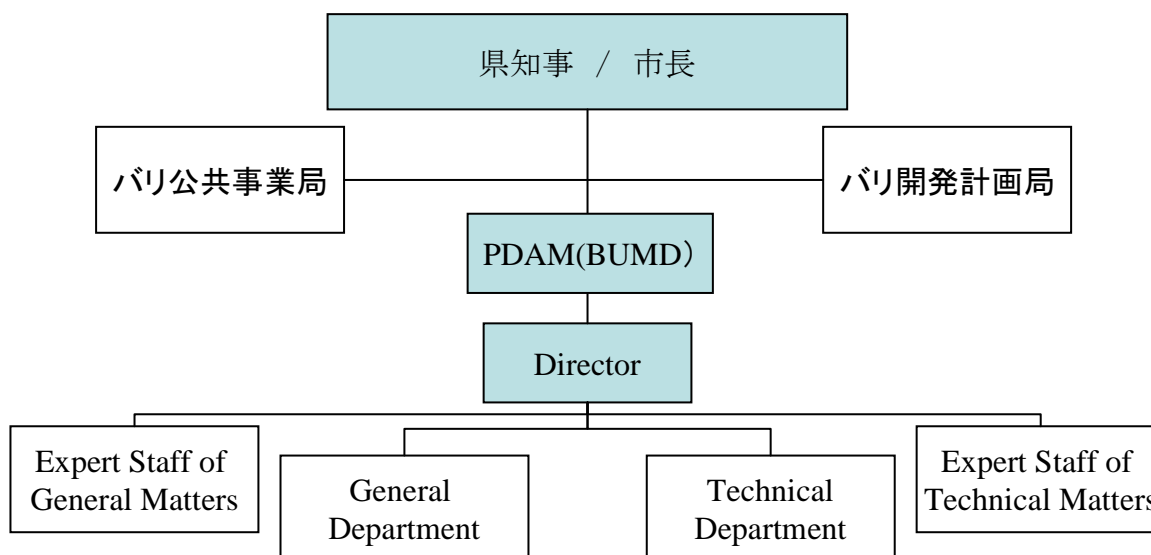 県知事 / 市長
バリ公共事業局
バリ開発計画局
PDAM(BUMD）
Director
Expert Staff of
General Matters
General
Department
Technical
Department
Expert Staff of
Technical Matters